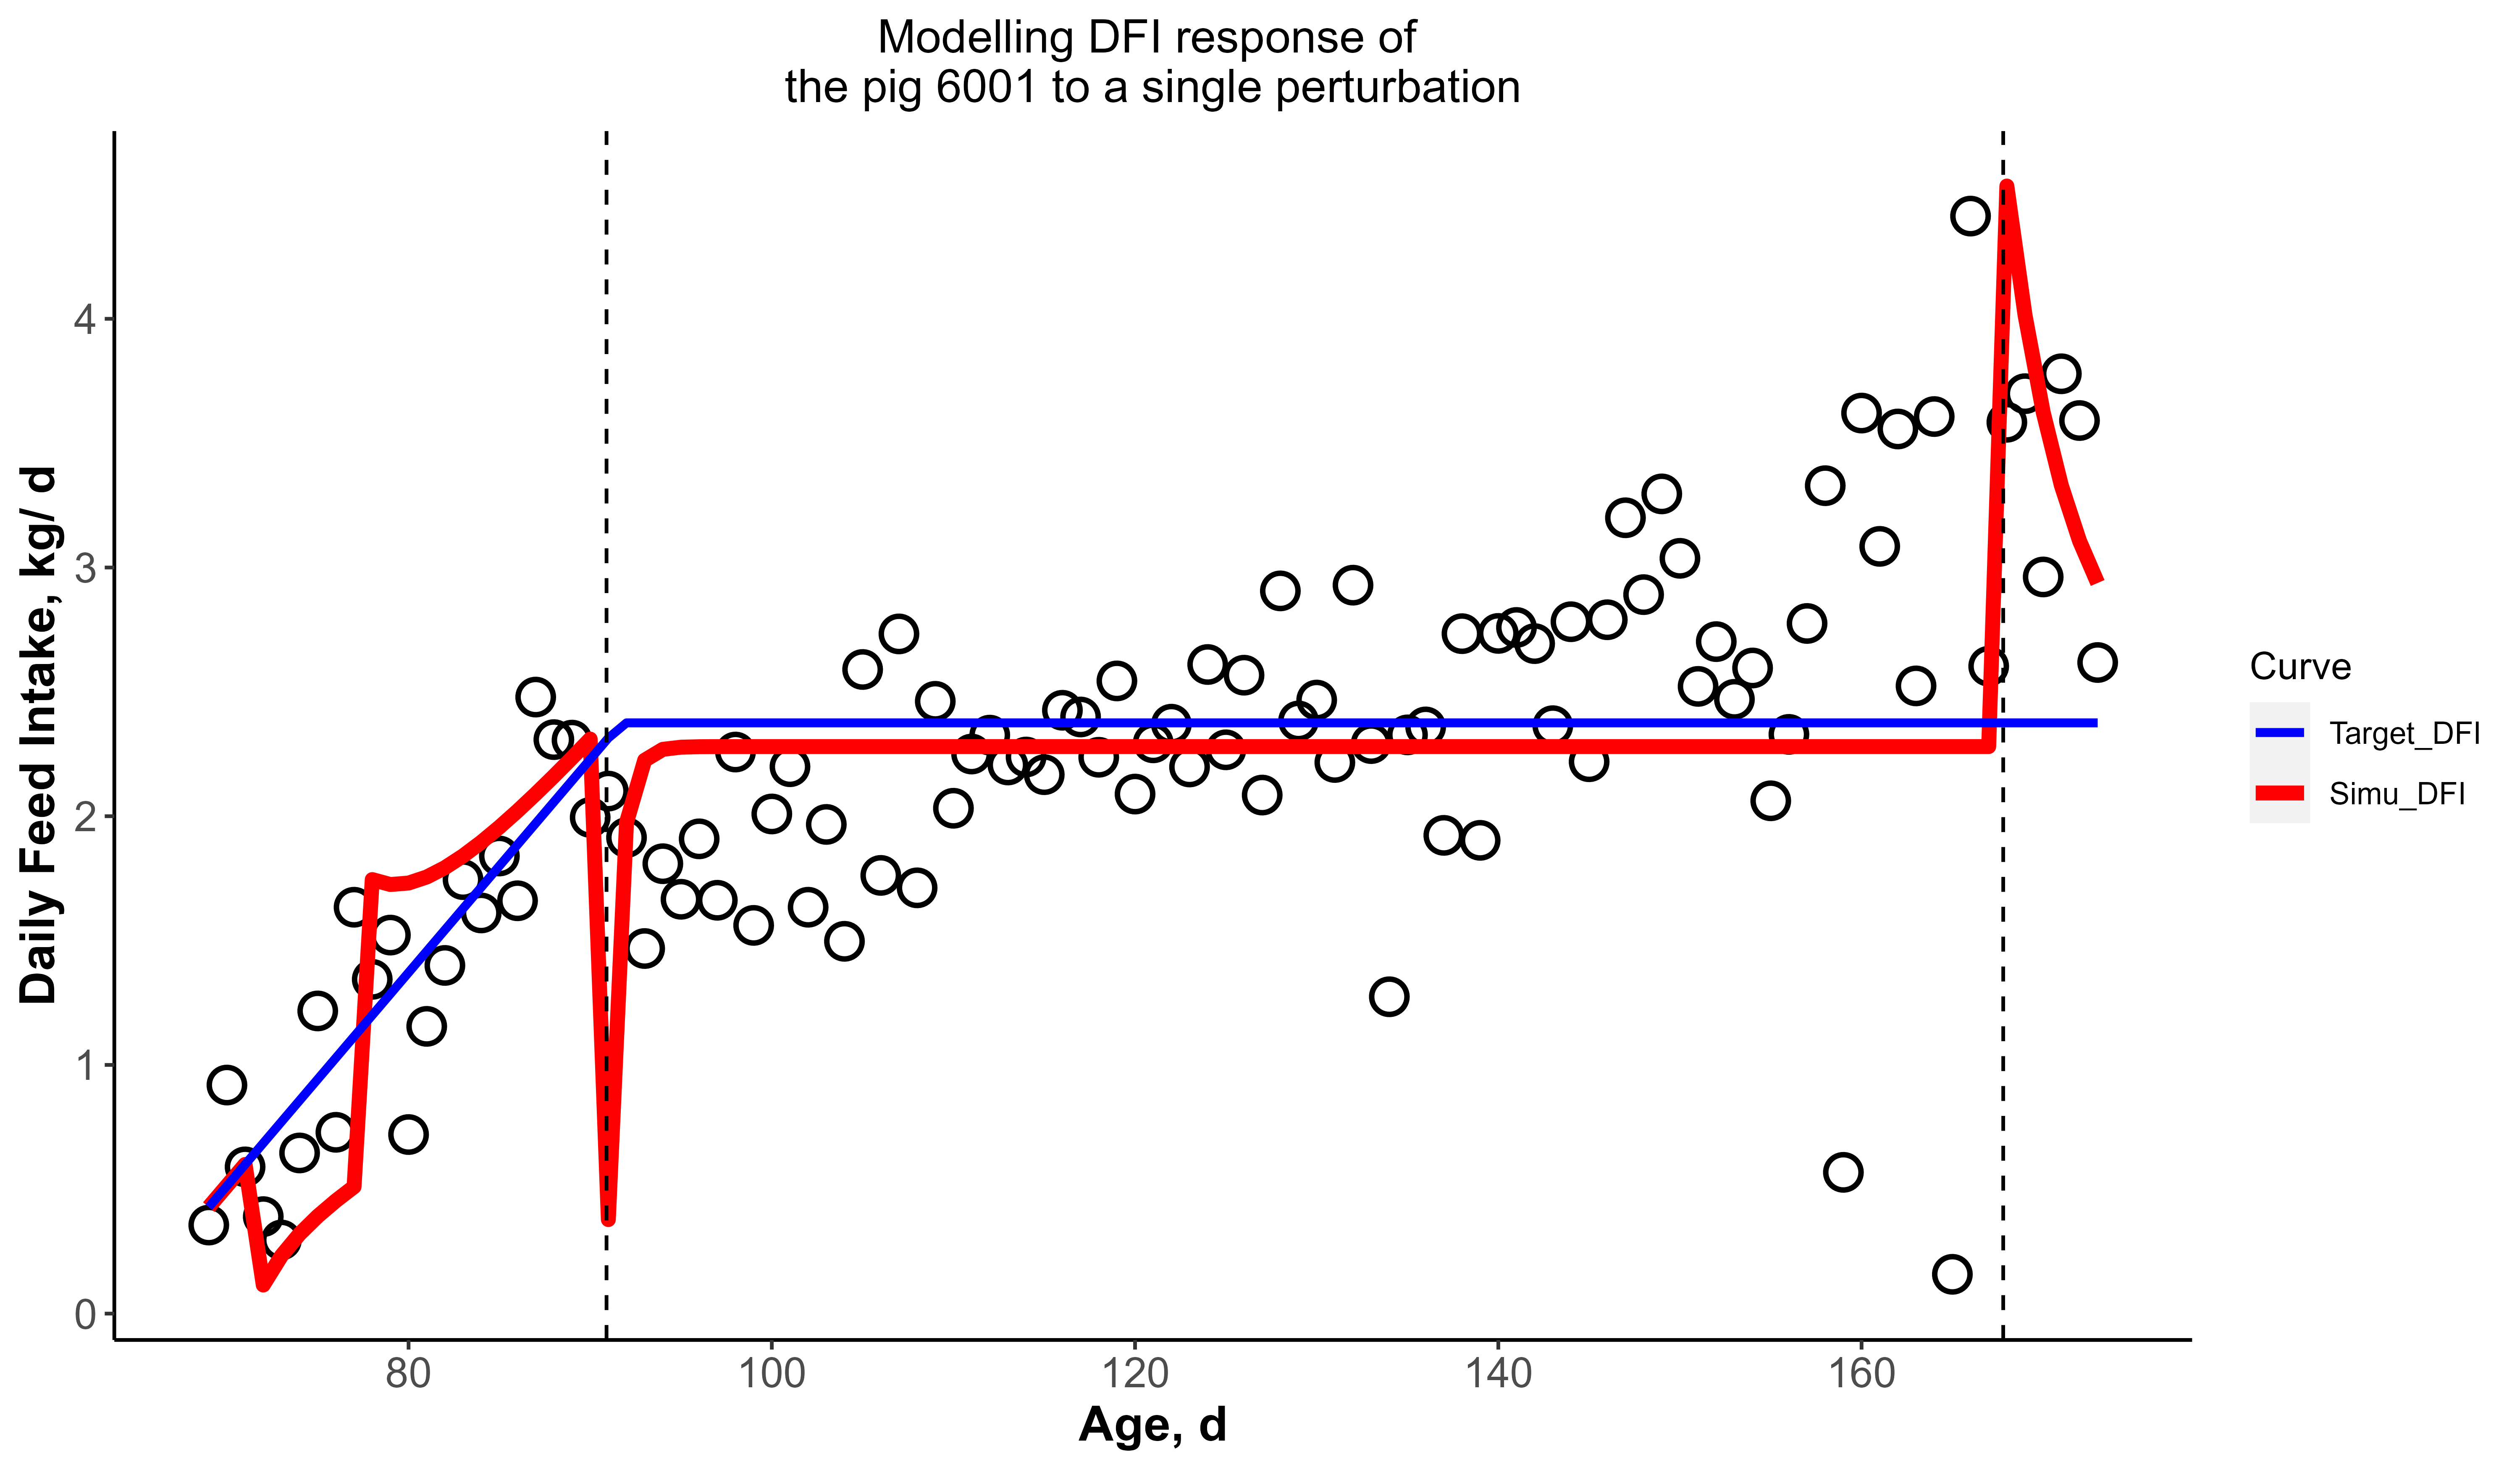 Modelling DFI response of
the pig 6001 to a single perturbation
Daily Feed Intake, kg/ d
4
3
2
1
0
80 100 120 140 160
Age, d
Curve
Target_DFI
Simu_DFI